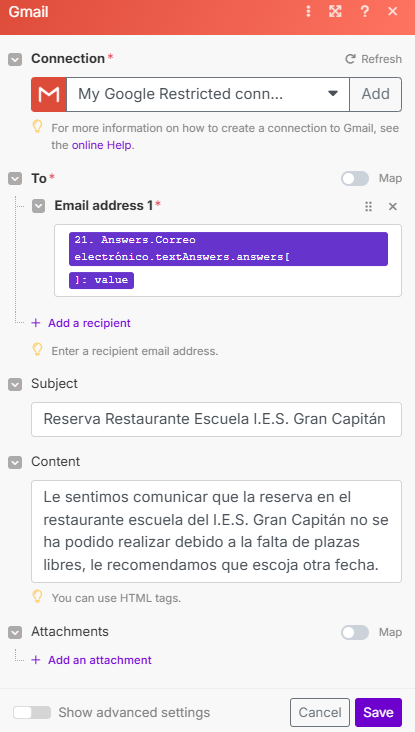 Gmail
Connection*
Refresh
My Google Restricted conn...
Add
For more information on how to create a connection to Gmail, see
the online Help.
To*
Map
Email address 1*
21. Answers.Correo
electrónico.textAnswers.answers[
]: value
+ Add a recipient
Enter a recipient email address.
Subject
Reserva Restaurante Escuela I.E.S. Gran Capitán
Content
Le sentimos comunicar que la reserva en el
restaurante escuela del I.E.S. Gran Capitán no se
ha podido realizar debido a la falta de plazas
libres, le recomendamos que escoja otra fecha.
You can use HTML tags.
Attachments
Map
+ Add an attachment
Show advanced settings
Cancel
Save